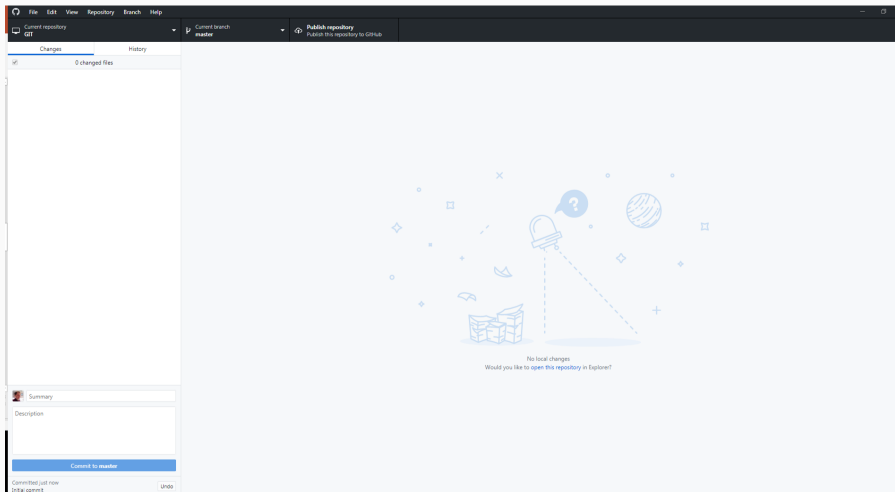 File Edit View Repository Branch Help
Current repository
GIT
Current branch
master
Publish repository
Publish this repository to GitHub
Changes History
0 changed files
?
No local changes
Would you like to open this repository in Explorer?
Summary
Description
Commit to master
Committed just now
Initial commit
Undo